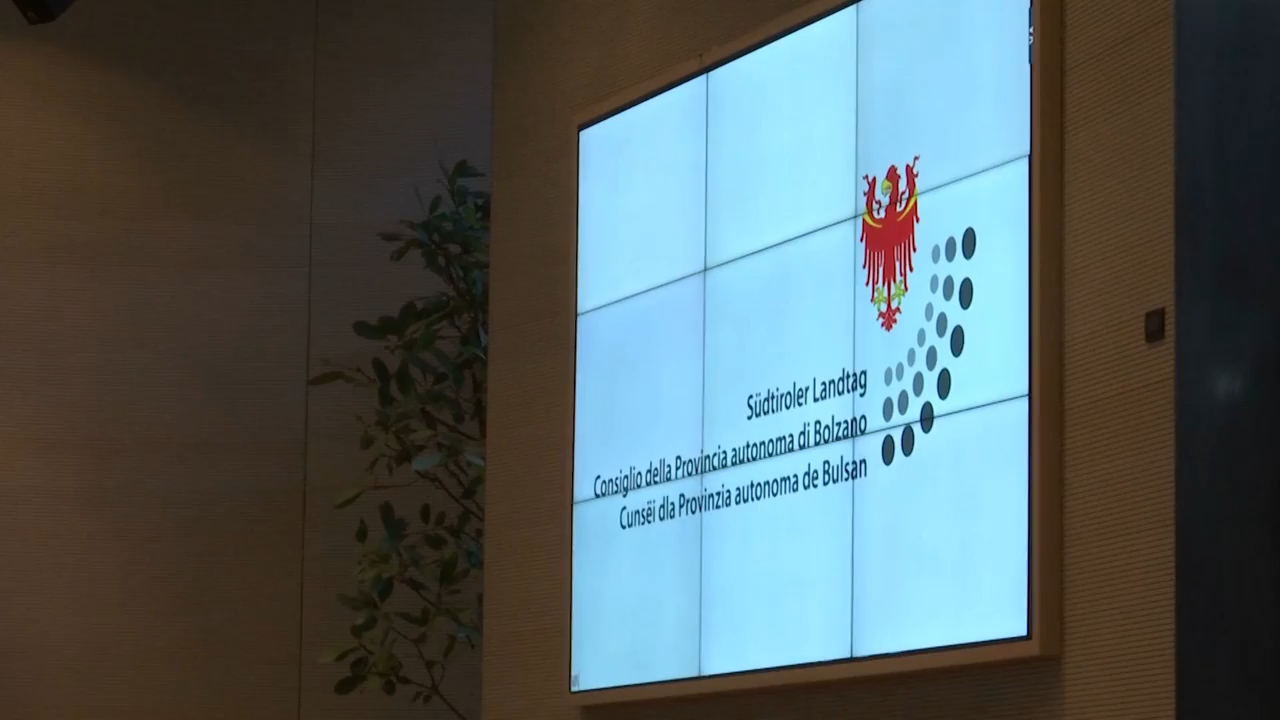 Südtiroler Landtag
Consiglio della Provincia autonoma di Bolzano
Cunsëi dla Provinzia autonoma de Bulsan